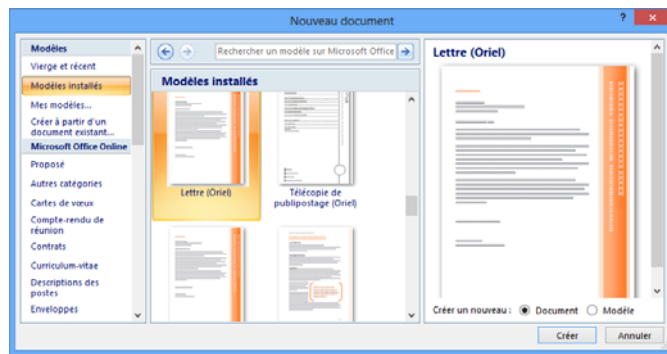 Nouveau document
?
Modèles
Vierge et récent
Modèles installés
Mes modèles...
Créer à partir d'un
document existant...
Microsoft Office Online
Proposé
Autres catégories
Cartes de vœux
Compte-rendu de
réunion
Contrats
Curriculum-vitae
Descriptions des
postes
Enveloppes
Rechercher un modèle sur Microsoft Office
Modèles installés
Lettre (Oriel)
Télécopie de
publipostage (Oriel)
Lettre (Oriel)
Créer un nouveau : Document Modèle
Créer Annuler